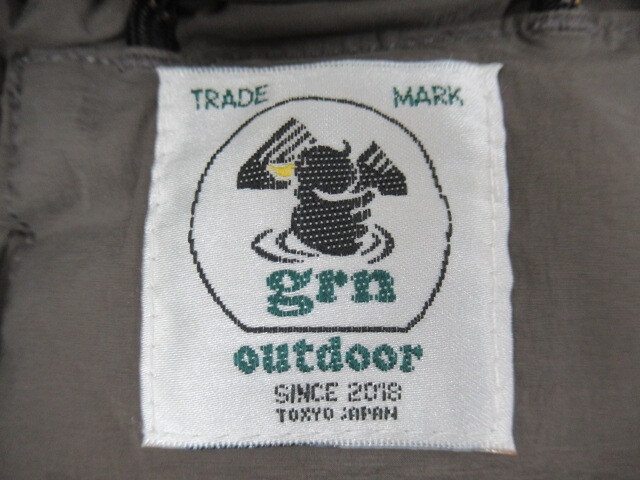 TRADE MARK
grn
outdoor
SINCE 2018
TOKYO JAPAN